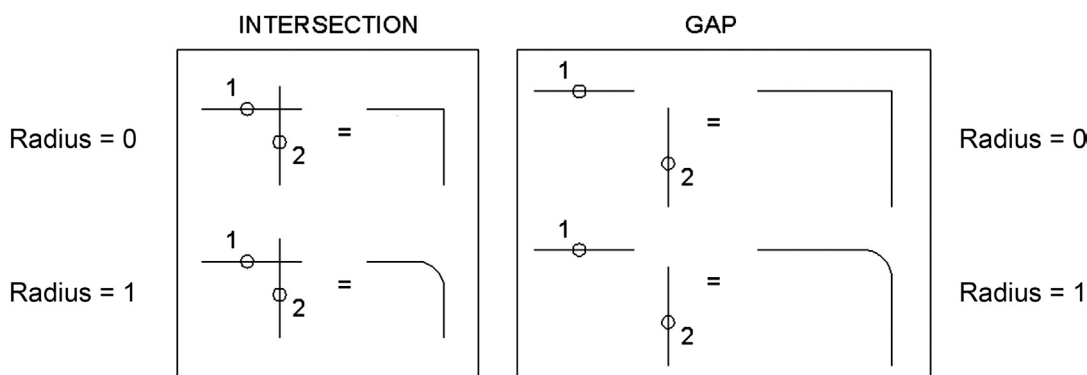 INTERSECTION
GAP
Radius = 0
1
2
=
1
2
=
Radius = 0
Radius = 1
1
2
=
1
2
=
Radius = 1